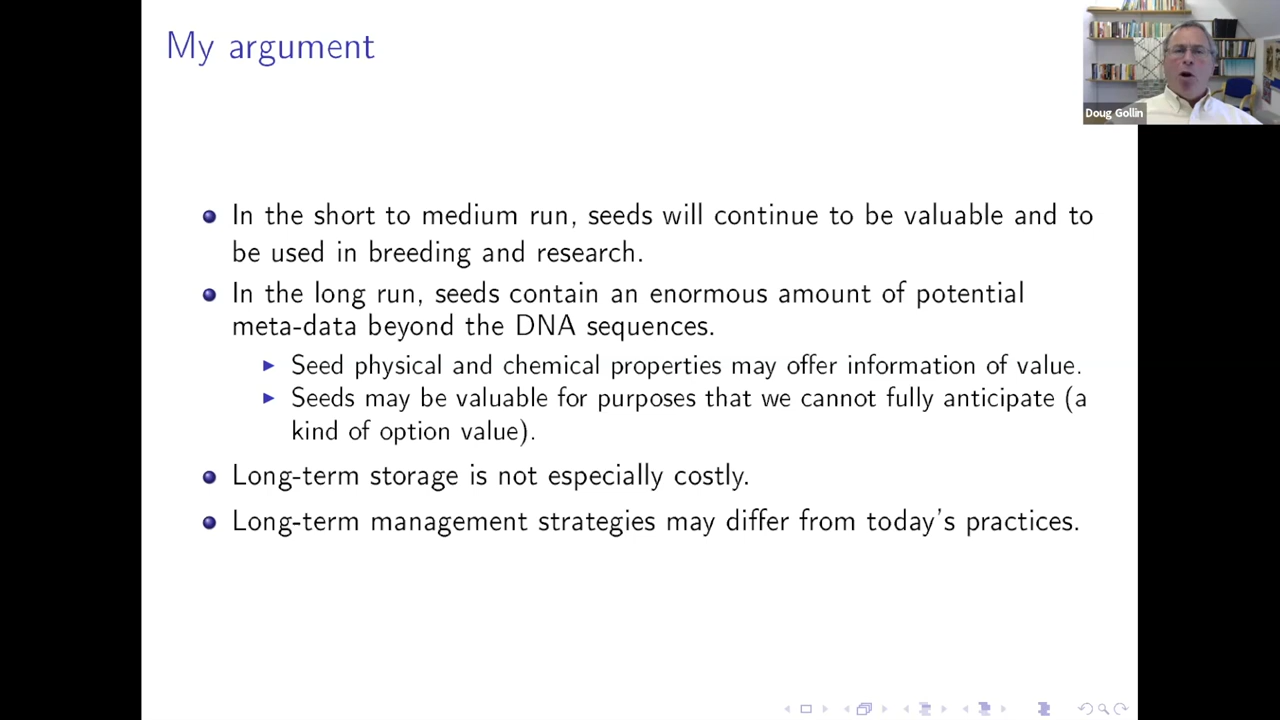 My argument
Doug Gollin
In the short to medium run, seeds will continue to be valuable and to
be used in breeding and research.
In the long run, seeds contain an enormous amount of potential
meta-data beyond the DNA sequences.
Seed physical and chemical properties may offer information of value.
Seeds may be valuable for purposes that we cannot fully anticipate (a
kind of option value).
Long-term storage is not especially costly.
Long-term management strategies may differ from today's practices.